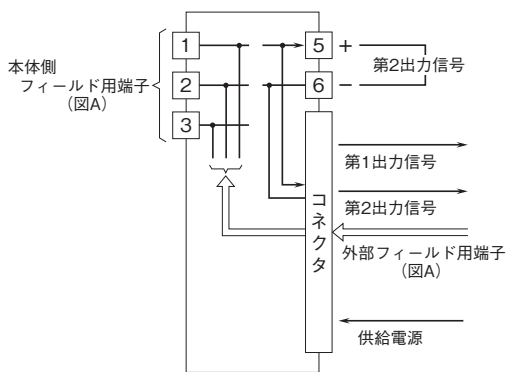 本体側
フィールド用端子
(図A)
1
2
3
5 +
6 −
第2出力信号
コネクタ
第1出力信号
第2出力信号
外部フィールド用端子
(図A)
供給電源